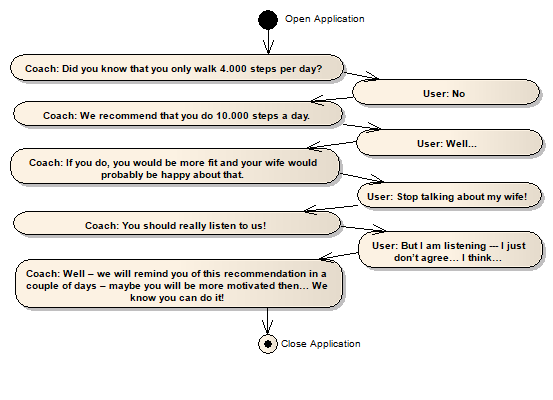 Open Application
Coach: Did you know that you only walk 4.000 steps per day?
User: No
Coach: We recommend that you do 10.000 steps a day.
User: Well...
Coach: If you do, you would be more fit and your wife would
probably be happy about that.
User: Stop talking about my wife!
Coach: You should really listen to us!
User: But I am listening --- I just
don't agree... I think...
Coach: Well – we will remind you of this recommendation in a
couple of days – maybe you will be more motivated then... We
know you can do it!
Close Application